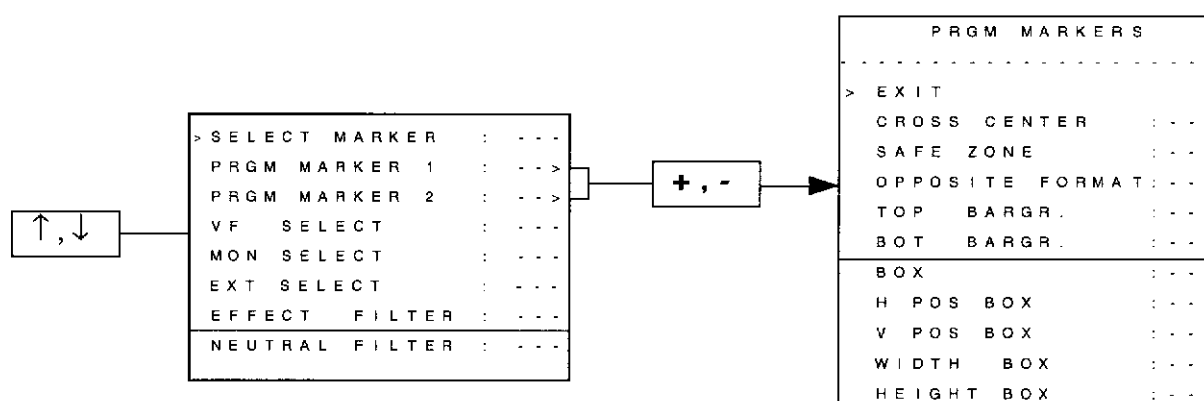 ↑,↓
>SELECT MARKER : ---
PRGM MARKER 1 : --->
PRGM MARKER 2 : --->
VF SELECT : ---
MON SELECT : ---
EXT SELECT : ---
EFFECT FILTER : ---
NEUTRAL FILTER : ---
+,-
PRGM MARKERS
> EXIT
CROSS CENTER : --
SAFE ZONE : --
OPPOSITE FORMAT: --
TOP BARGR. : --
BOT BARGR. : --
BOX : --
H POS BOX : --
V POS BOX : --
WIDTH BOX : --
HEIGHT BOX : --